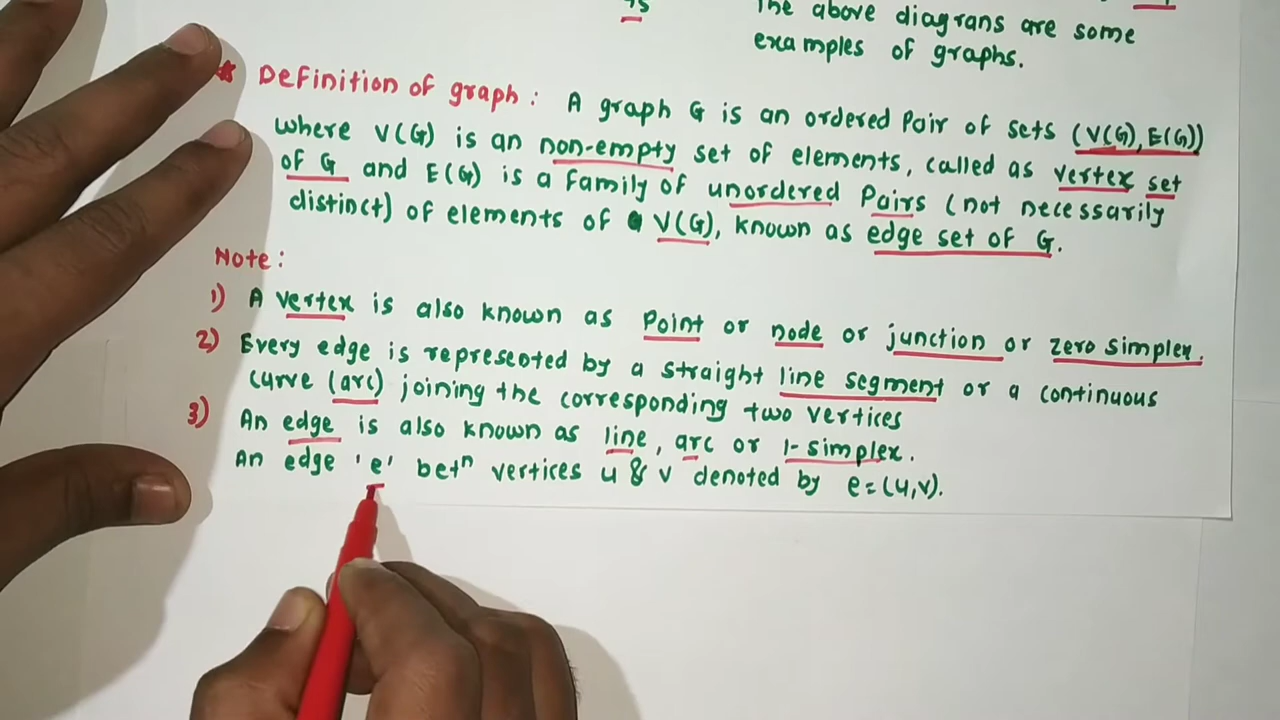 The above diagrans are some
examples of graphs.
* Definition of graph: A graph G is an ordered Pair of sets (V(G), E(G))
where V(G) is an non-empty set of elements, called as vertex set
of G and E(G) is a family of unordered Pairs (not necessarily
distinct) of elements of V(G), known as edge set of G.
Note:
1) A vertex is also known as Point or node or junction or zero simplex.
2) Every edge is represented by a straight line segment or a continuous
curve (arc) joining the corresponding two vertices
3) An edge is also known as line, arc or 1-simplex.
An edge 'e' betⁿ vertices u & v denoted by e=(u,v).